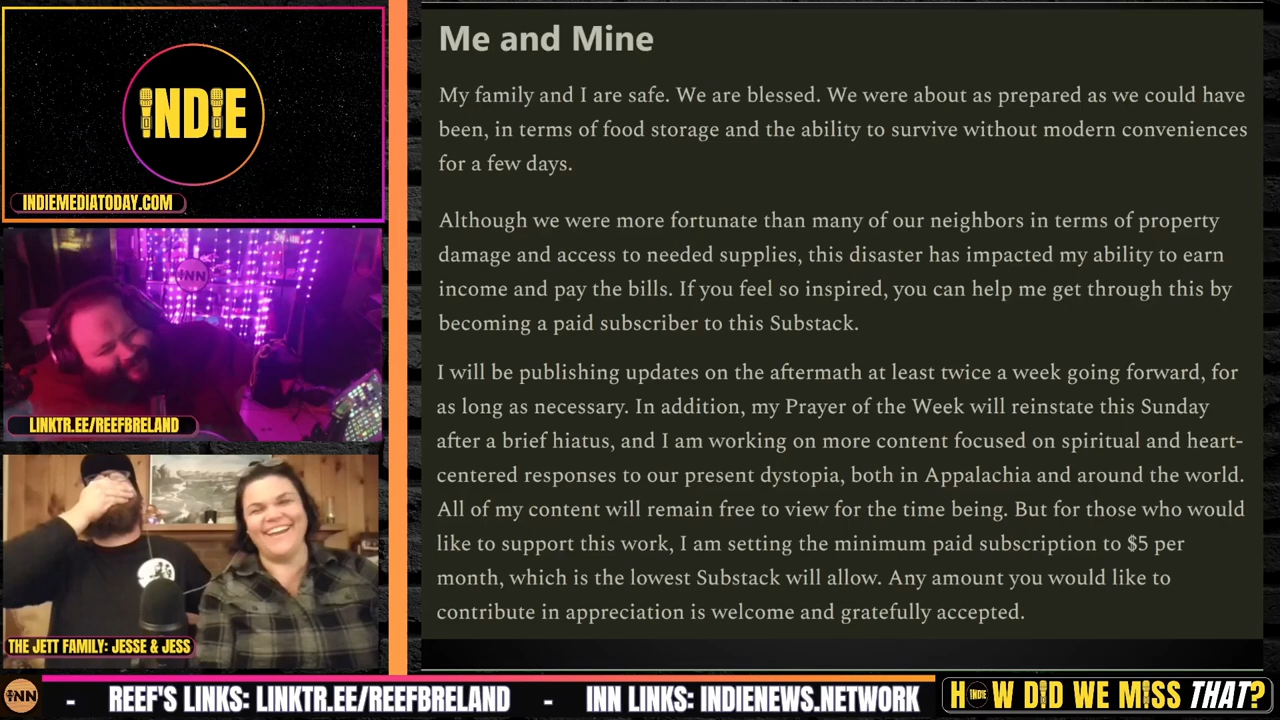 INDIE
INDIEMEDIATODAY.COM
INN
LINKTR.EE/REEFBRELAND
THE JETT FAMILY: JESSE & JESS
Me and Mine
My family and I are safe. We are blessed. We were about as prepared as we could have
been, in terms of food storage and the ability to survive without modern conveniences
for a few days.
Although we were more fortunate than many of our neighbors in terms of property
damage and access to needed supplies, this disaster has impacted my ability to earn
income and pay the bills. If you feel so inspired, you can help me get through this by
becoming a paid subscriber to this Substack.
I will be publishing updates on the aftermath at least twice a week going forward, for
as long as necessary. In addition, my Prayer of the Week will reinstate this Sunday
after a brief hiatus, and I am working on more content focused on spiritual and heart-
centered responses to our present dystopia, both in Appalachia and around the world.
All of my content will remain free to view for the time being. But for those who would
like to support this work, I am setting the minimum paid subscription to $5 per
month, which is the lowest Substack will allow. Any amount you would like to
contribute in appreciation is welcome and gratefully accepted.
INN - REEF'S LINKS: LINKTR.EE/REEFBRELAND - INN LINKS: INDIENEWS.NETWORK
HOW DID WE MISS THAT?